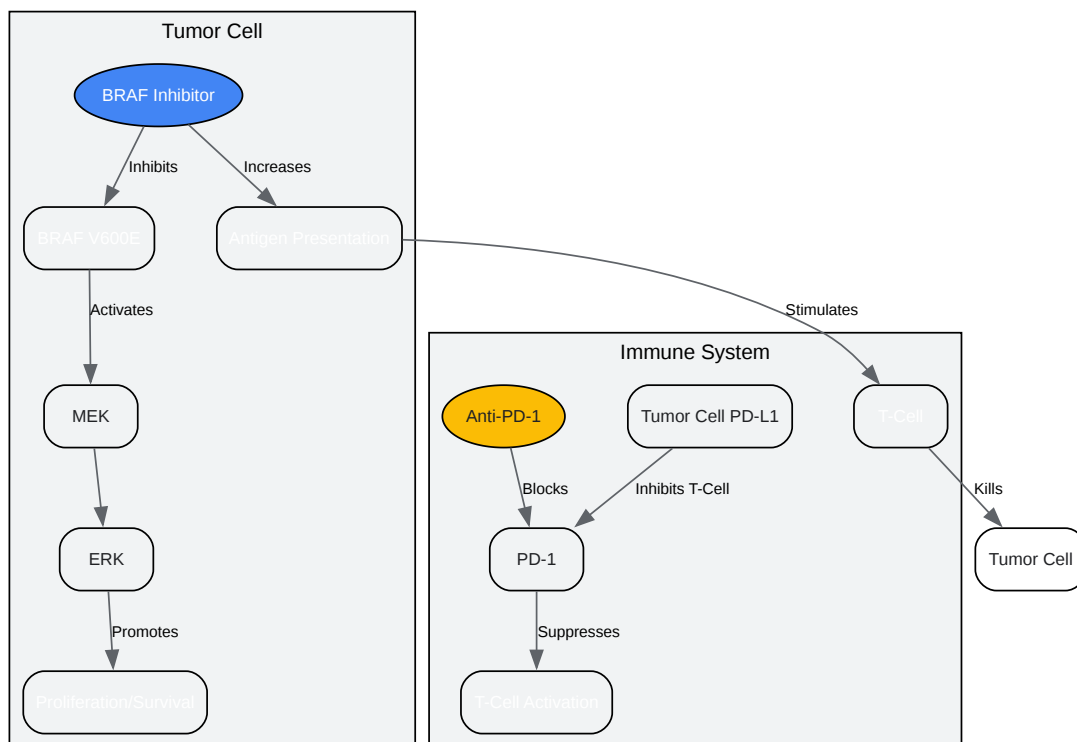 Tumor Cell
BRAF Inhibitor
Inhibits
Increases
BRAF V600E
Antigen Presentation
Activates
Stimulates
Immune System
MEK
Anti-PD-1
Tumor Cell PD-L1
T-Cell
Blocks
Inhibits T-Cell
Kills
ERK
PD-1
Tumor Cell
Promotes
Suppresses
Proliferation/Survival
T-Cell Activation